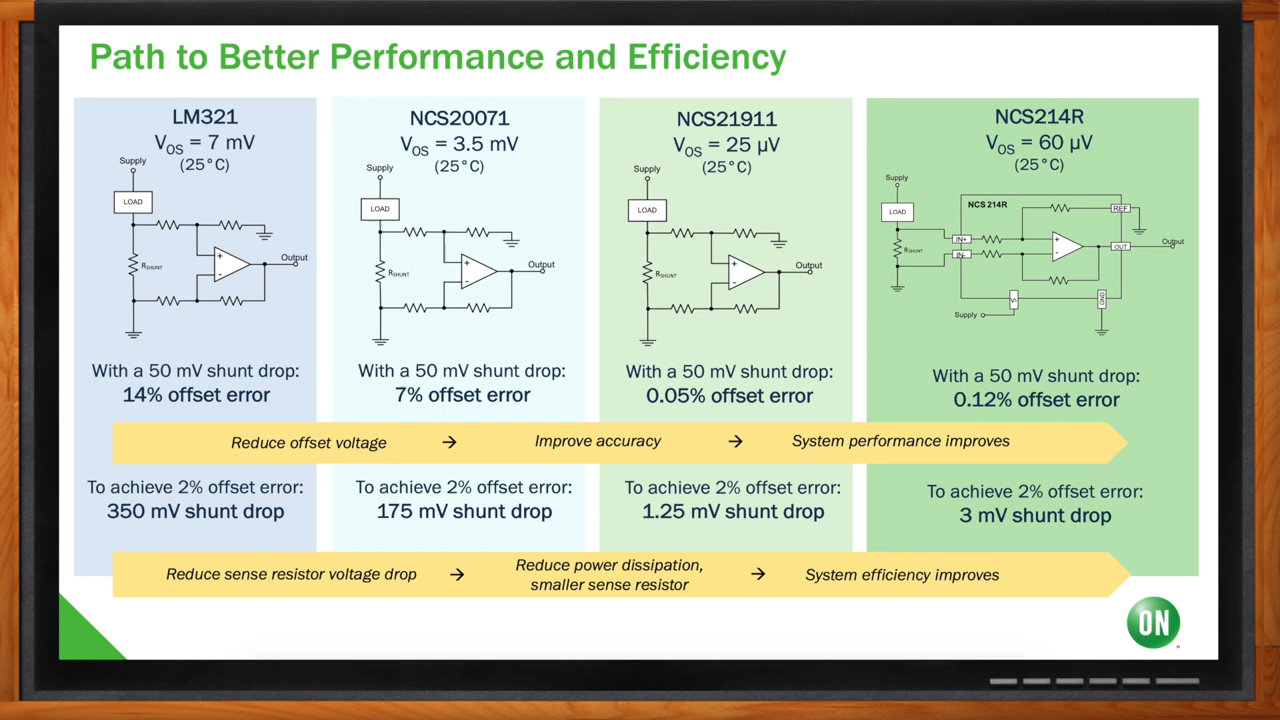 Path to Better Performance and Efficiency
LM321
VOS = 7 mV
(25°C)
Supply
LOAD
RSHUNT
+
-
Output
With a 50 mV shunt drop:
14% offset error
NCS20071
VOS = 3.5 mV
(25°C)
Supply
LOAD
RSHUNT
+
-
Output
With a 50 mV shunt drop:
7% offset error
NCS21911
VOS = 25 µV
(25°C)
Supply
LOAD
RSHUNT
+
-
Output
With a 50 mV shunt drop:
0.05% offset error
NCS214R
VOS = 60 µV
(25°C)
Supply
LOAD
RSHUNT
NCS 214R
IN+
IN-
+
-
REF
OUT
Output
VS
GND
Supply
With a 50 mV shunt drop:
0.12% offset error
Reduce offset voltage → Improve accuracy → System performance improves
To achieve 2% offset error:
350 mV shunt drop
To achieve 2% offset error:
175 mV shunt drop
To achieve 2% offset error:
1.25 mV shunt drop
To achieve 2% offset error:
3 mV shunt drop
Reduce sense resistor voltage drop → Reduce power dissipation,
smaller sense resistor → System efficiency improves
ON